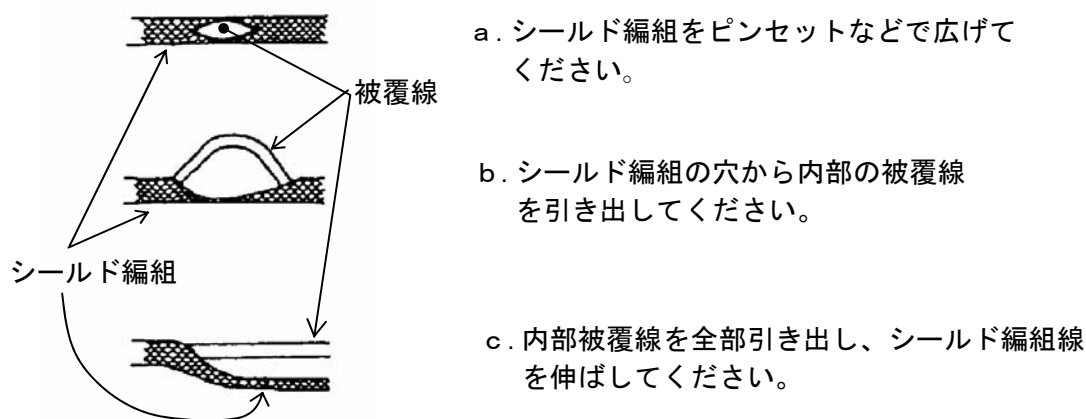 a．シールド編組をピンセットなどで広げて
ください。
被覆線
b．シールド編組の穴から内部の被覆線
を引き出してください。
シールド編組
c．内部被覆線を全部引き出し、シールド編組線
を伸ばしてください。